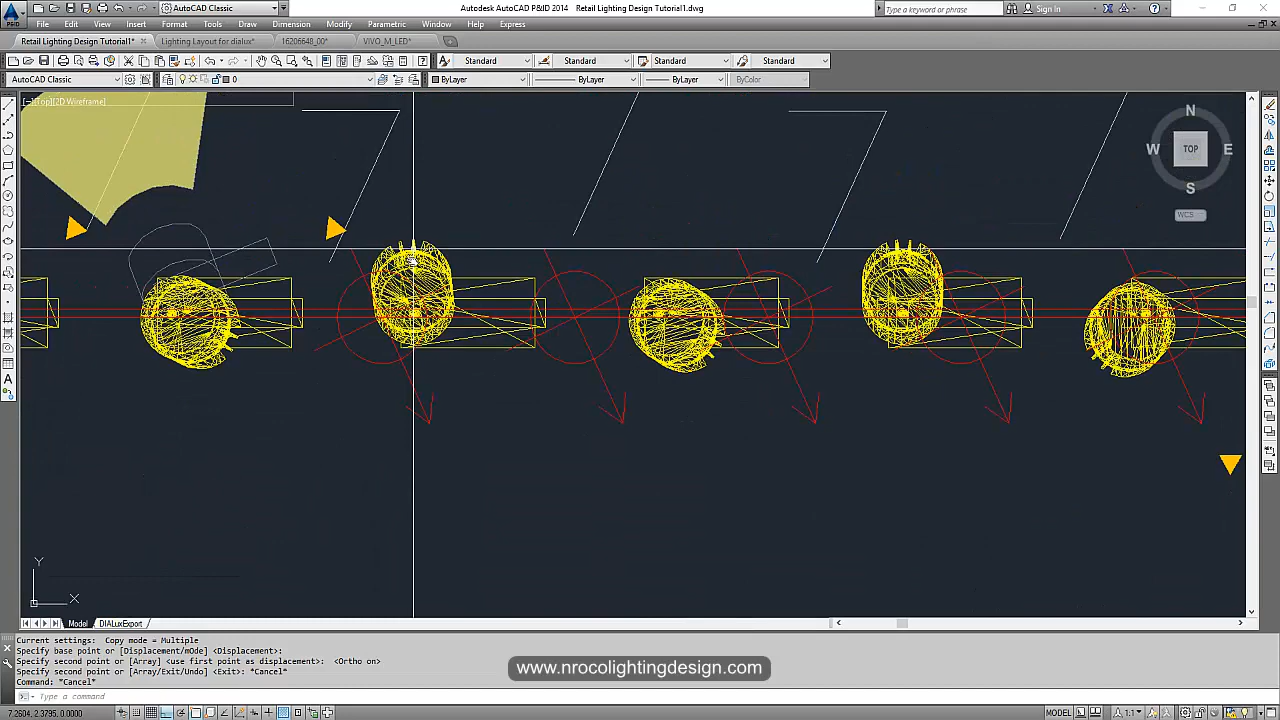 AutoCAD Classic
Autodesk AutoCAD P&ID 2014 Retail Lighting Design Tutorial1.dwg
Type a keyword or phrase
Sign In
P&ID
File Edit View Insert Format Tools Draw Dimension Modify Parametric Window Help Express
Retail Lighting Design Tutorial1* Lighting Layout for dialux* 16206648_00* VIVO_M_LED*
Standard Standard Standard Standard
AutoCAD Classic 0 ByLayer ByLayer ByLayer ByColor
[−][Top][2D Wireframe]
N
W TOP E
S
WCS
Y
X
Model DIALuxExport
Current settings: Copy mode = Multiple
Specify base point or [Displacement/mOde] <Displacement>:
Specify second point or [Array] <use first point as displacement>: <Ortho on>
Specify second point or [Array/Exit/Undo] <Exit>: *Cancel*
Command: *Cancel*
www.nrocolightingdesign.com
Type a command
7.2604, 2.3795, 0.0000 MODEL 1:1